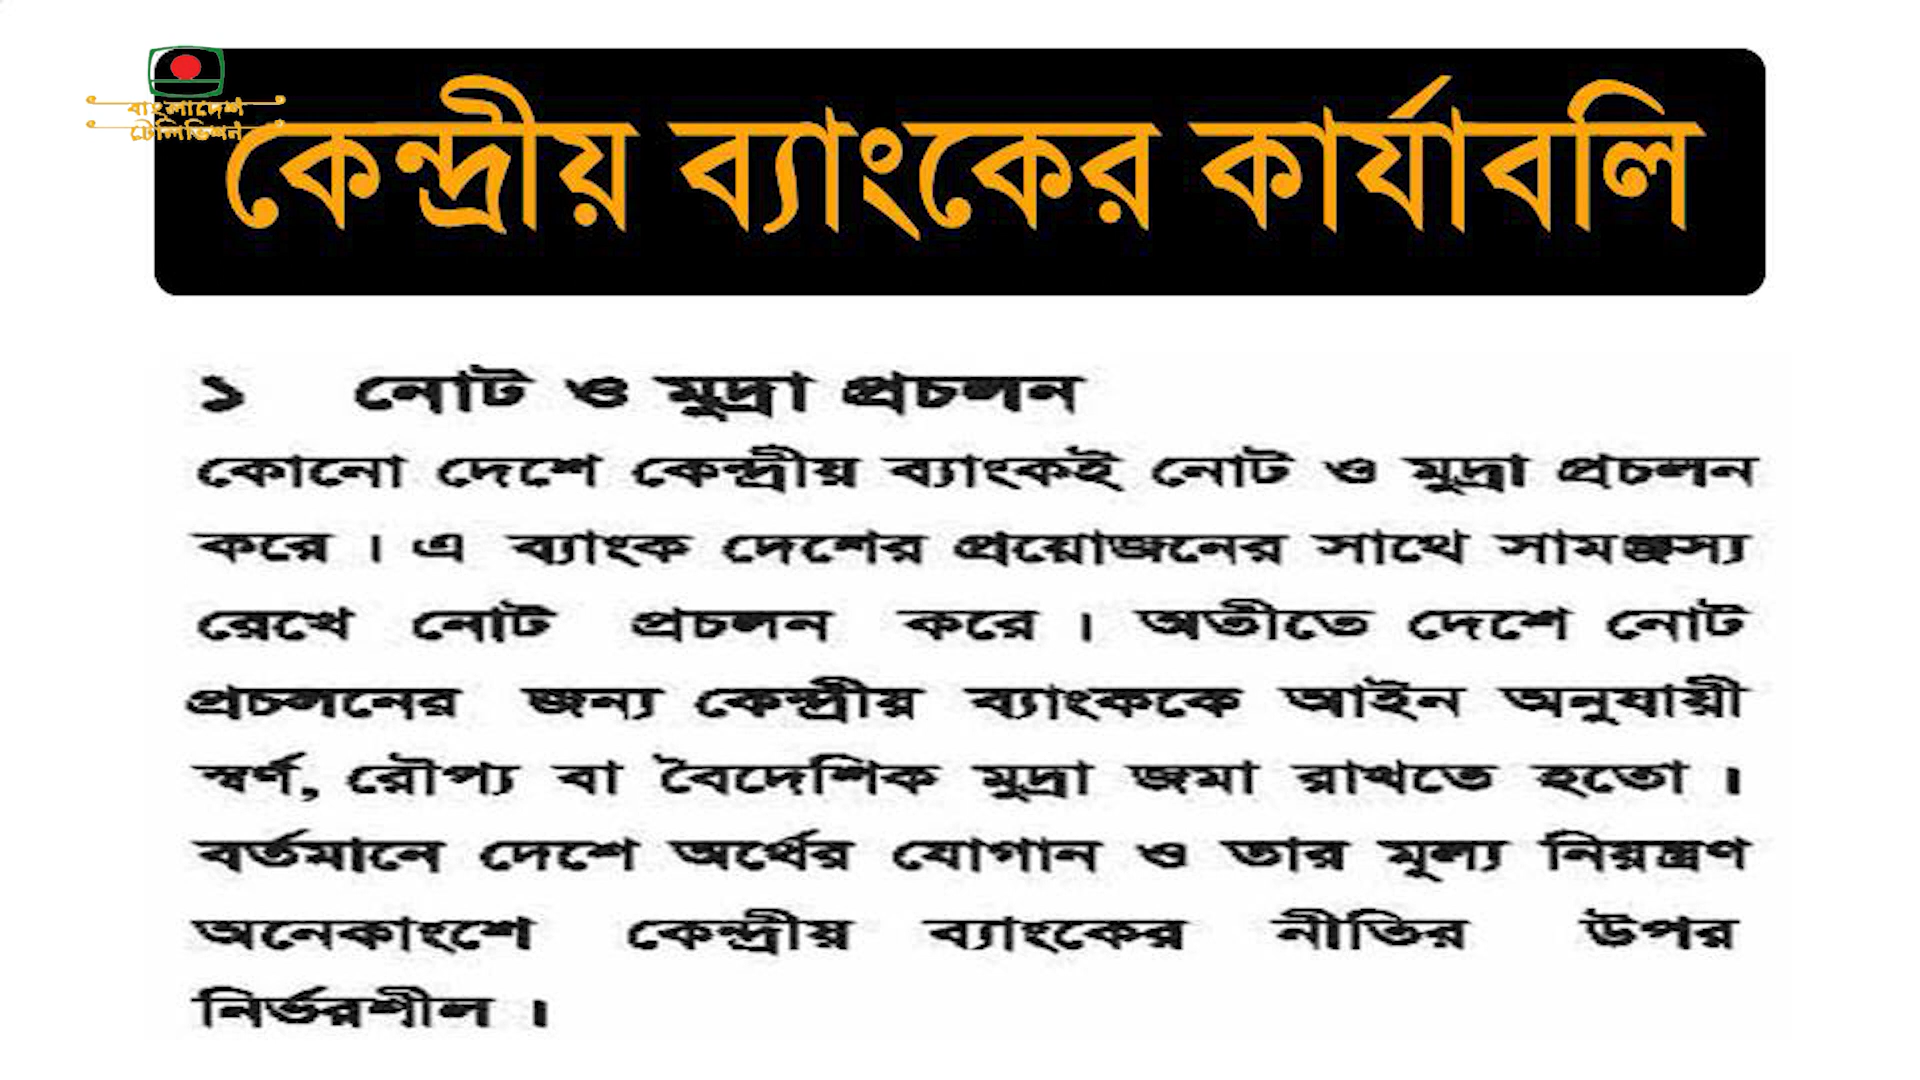 বাংলাদেশ
টেলিভিশন
কেন্দ্রীয় ব্যাংকের কার্যাবলি
১ নোট ও মুদ্রা প্রচলন
কোনো দেশে কেন্দ্রীয় ব্যাংকই নোট ও মুদ্রা প্রচলন
করে । এ ব্যাংক দেশের প্রয়োজনের সাথে সামঞ্জস্য
রেখে নোট প্রচলন করে । অতীতে দেশে নোট
প্রচলনের জন্য কেন্দ্রীয় ব্যাংককে আইন অনুযায়ী
স্বর্ণ, রৌপ্য বা বৈদেশিক মুদ্রা জমা রাখতে হতো ।
বর্তমানে দেশে অর্থের যোগান ও তার মূল্য নিয়ন্ত্রণ
অনেকাংশে কেন্দ্রীয় ব্যাংকের নীতির উপর
নির্ভরশীল ।